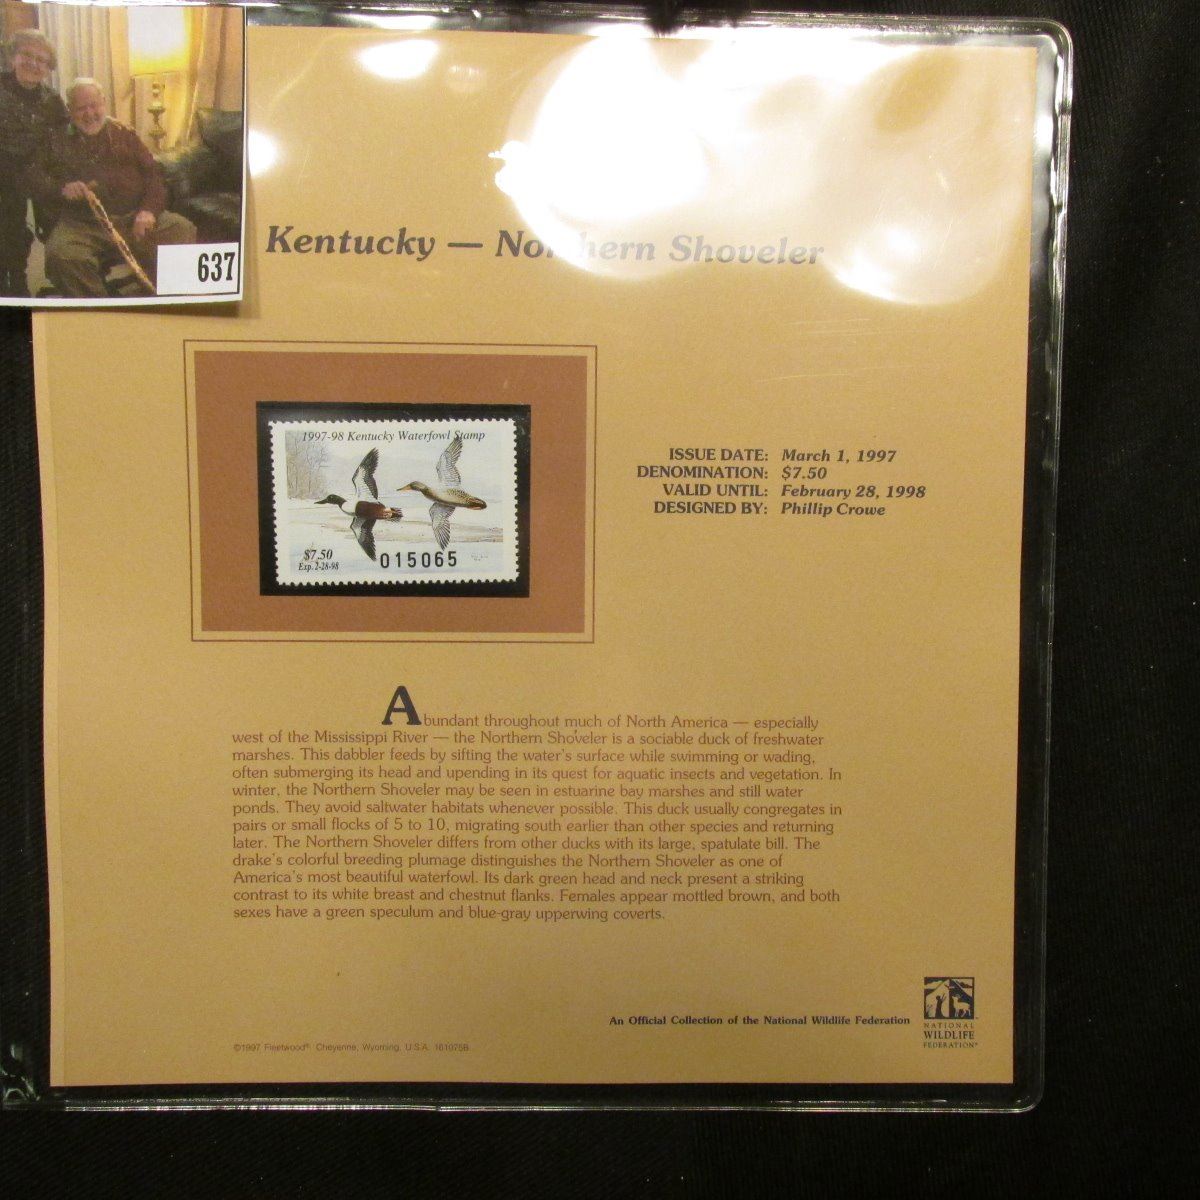 637
Kentucky — Northern Shoveler
1997-98 Kentucky Waterfowl Stamp
$7.50
Exp. 2-28-98
015065
ISSUE DATE: March 1, 1997
DENOMINATION: $7.50
VALID UNTIL: February 28, 1998
DESIGNED BY: Phillip Crowe
Abundant throughout much of North America — especially
west of the Mississippi River — the Northern Shoveler is a sociable duck of freshwater
marshes. This dabbler feeds by sifting the water's surface while swimming or wading,
often submerging its head and upending in its quest for aquatic insects and vegetation. In
winter, the Northern Shoveler may be seen in estuarine bay marshes and still water
ponds. They avoid saltwater habitats whenever possible. This duck usually congregates in
pairs or small flocks of 5 to 10, migrating south earlier than other species and returning
later. The Northern Shoveler differs from other ducks with its large, spatulate bill. The
drake's colorful breeding plumage distinguishes the Northern Shoveler as one of
America's most beautiful waterfowl. Its dark green head and neck present a striking
contrast to its white breast and chestnut flanks. Females appear mottled brown, and both
sexes have a green speculum and blue-gray upperwing coverts.
An Official Collection of the National Wildlife Federation
NATIONAL
WILDLIFE
FEDERATION®
©1997 Fleetwood® Cheyenne, Wyoming, U.S.A. 161075B